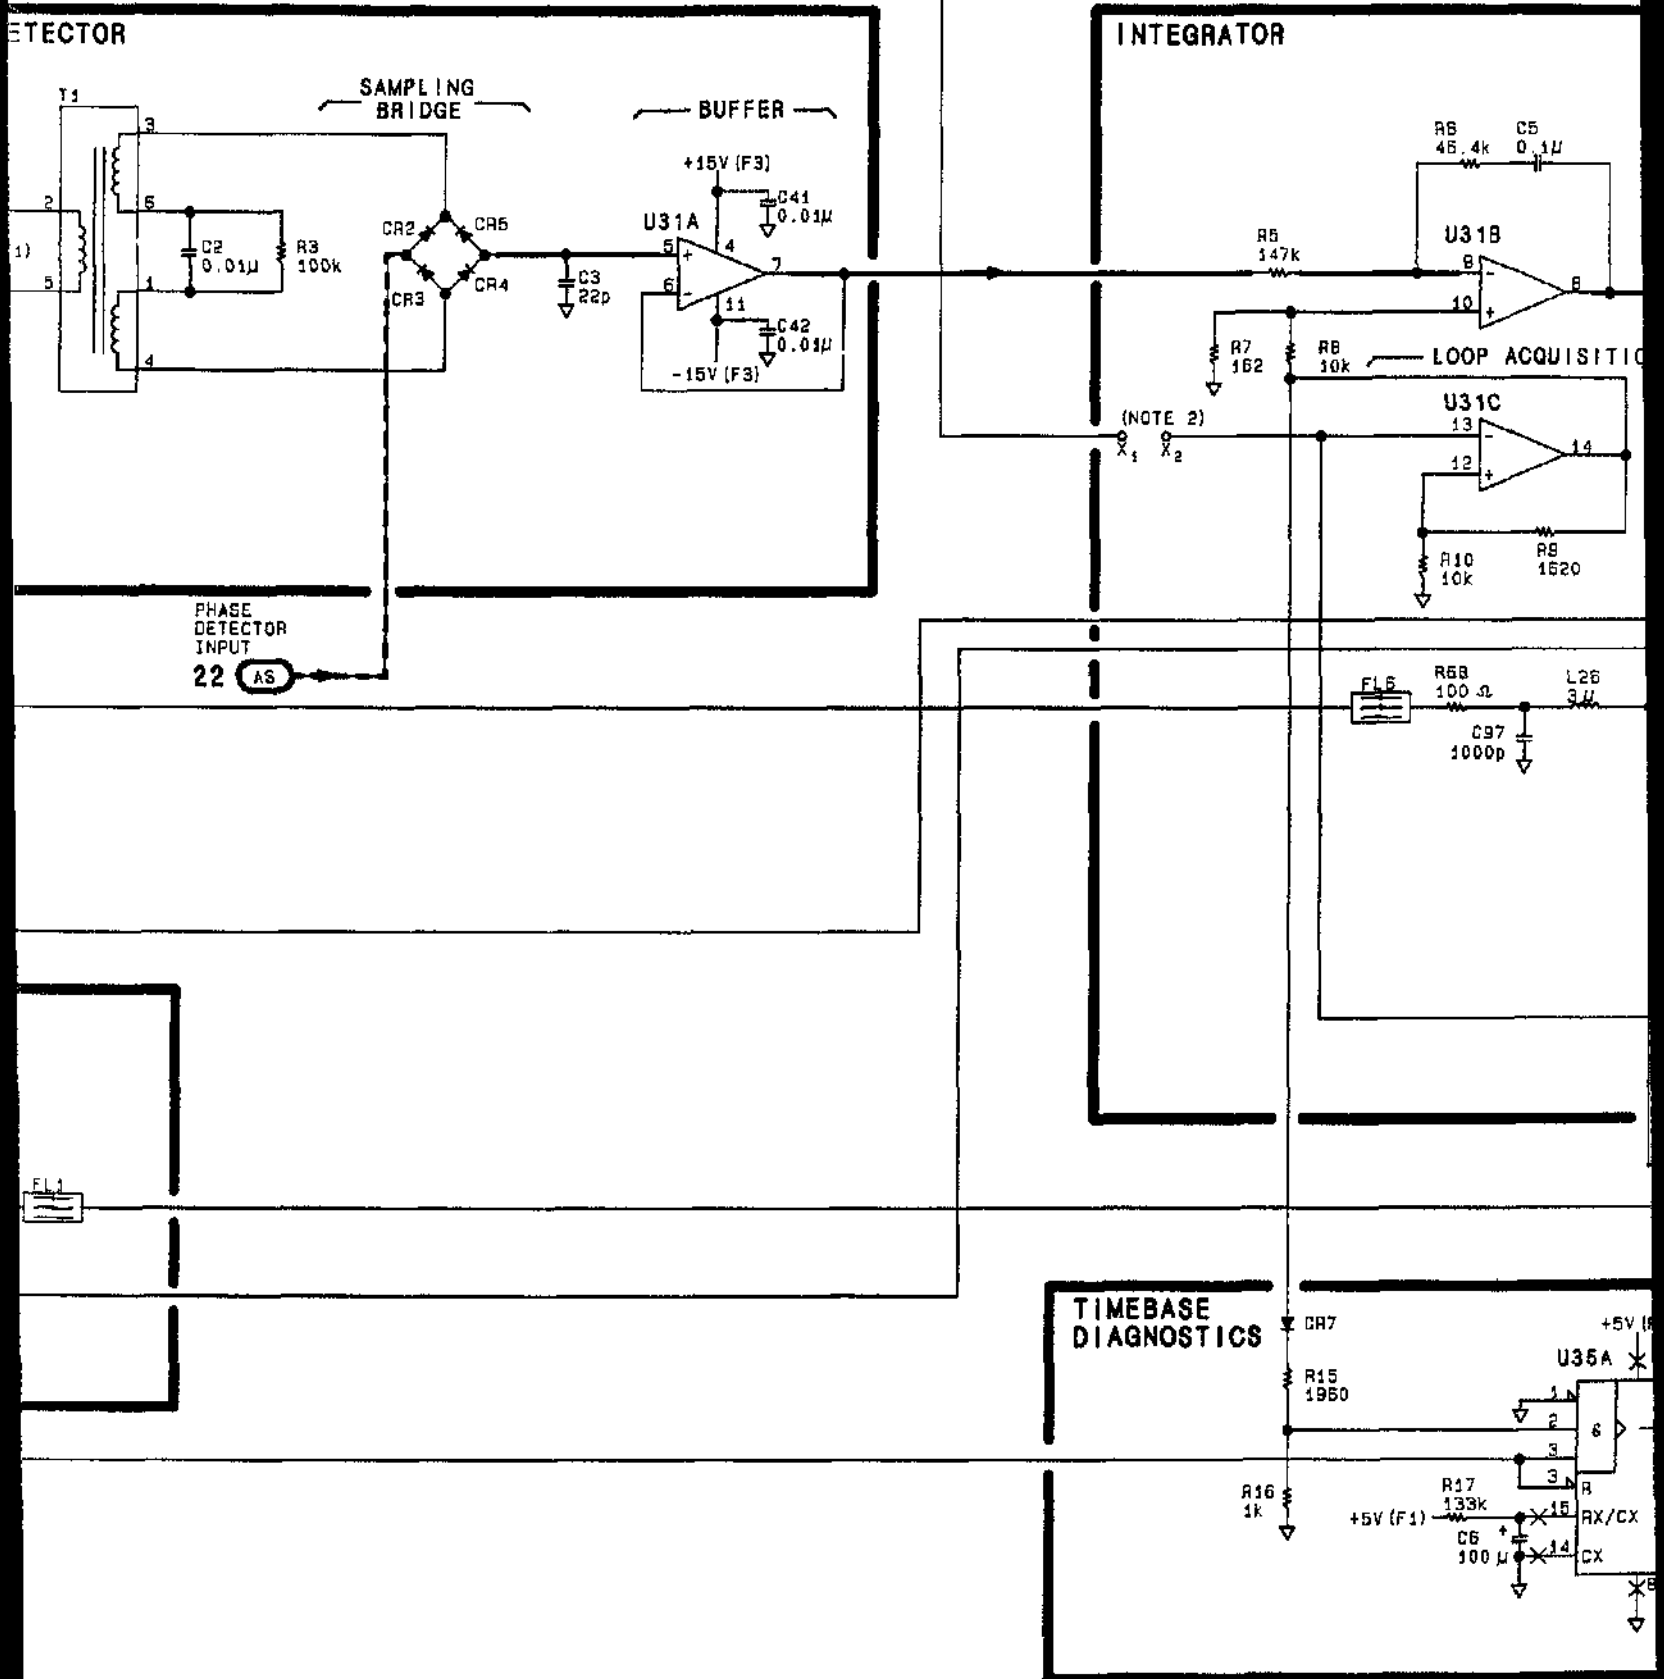 ETECTOR
T1
3
2
6
5
1
4
1)
C2
0.01µ
R3
100k
SAMPLING
BRIDGE
CR2
CR5
CR3
CR4
C3
22p
BUFFER
+15V (F3)
C41
0.01µ
U31A
5
+
4
7
6
-
11
C42
0.01µ
-15V (F3)
PHASE
DETECTOR
INPUT
22 AS
INTEGRATOR
R6
46.4k
C5
0.1µ
R5
147k
U31B
9
-
8
10
+
R7
162
R8
10k
LOOP ACQUISITIO
U31C
(NOTE 2)
X1
X2
13
-
14
12
+
R10
10k
R9
1620
FL6
R68
100 Ω
L26
3µ
C97
1000p
FL1
TIMEBASE
DIAGNOSTICS
CR7
+5V (F
U35A
R15
1960
1
2
&
3
3
R
R16
1k
R17
133k
+5V (F1)
15
RX/CX
+
C6
100 µ
14
CX
8